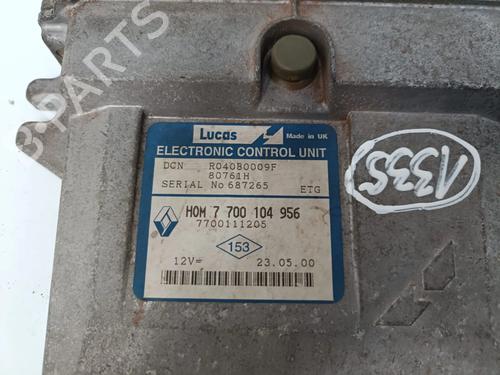 B-Parts
Lucas
Made in UK
ELECTRONIC CONTROL UNIT
DCN R04080009F
80761H
SERIAL No 687265 ETG
HOM 7 700 104 956
7700111205
153
12V= 23.05.00
A335